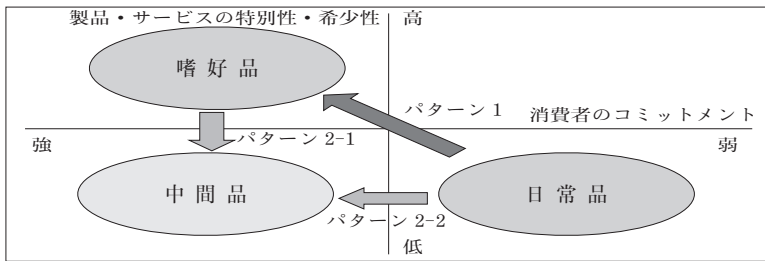 製品・サービスの特別性・希少性 高
嗜好品
パターン 1
消費者のコミットメント
強
パターン 2-1
弱
中間品
日常品
パターン 2-2
低